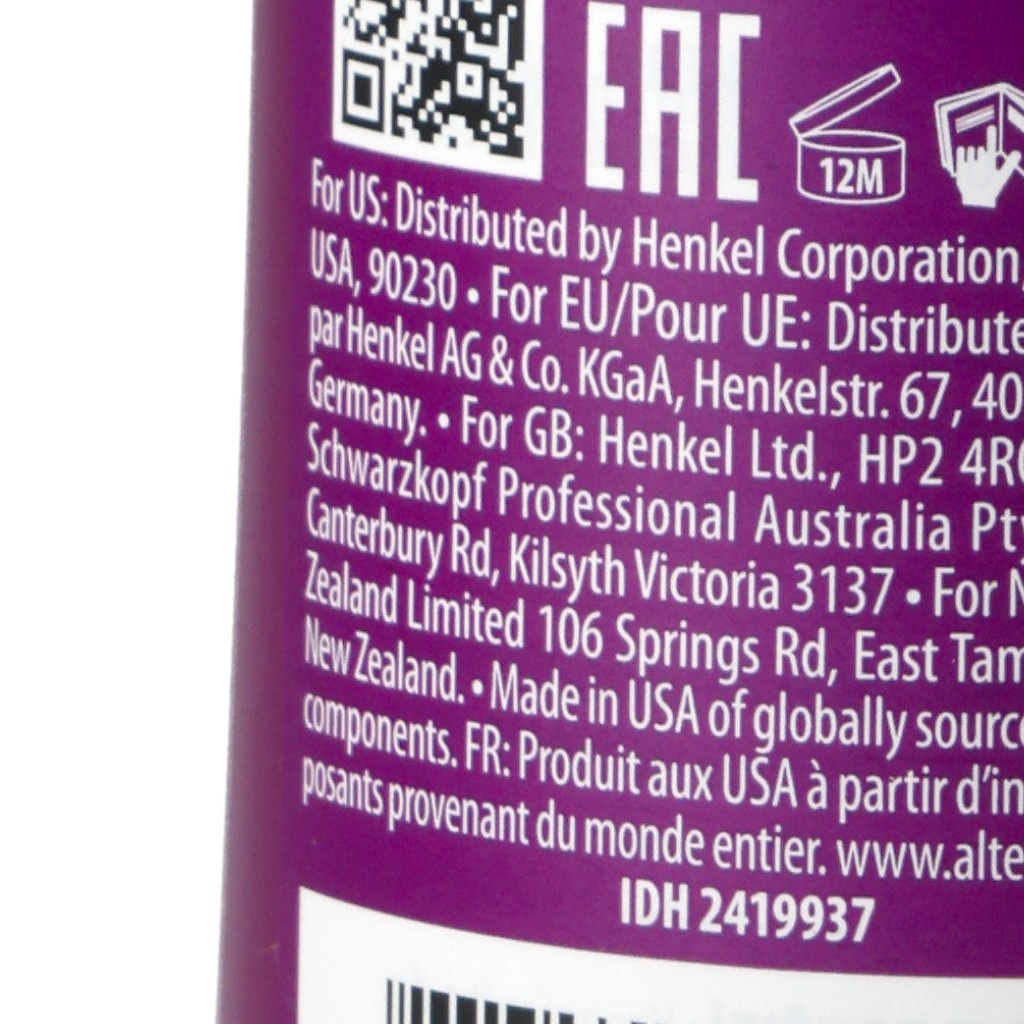 EAC
12M
For US: Distributed by Henkel Corporation,
USA, 90230 • For EU/Pour UE: Distribute
par Henkel AG & Co. KGaA, Henkelstr. 67, 40
Germany. • For GB: Henkel Ltd., HP2 4R
Schwarzkopf Professional Australia Pty
Canterbury Rd, Kilsyth Victoria 3137 • For N
Zealand Limited 106 Springs Rd, East Tam
New Zealand. • Made in USA of globally source
components. FR: Produit aux USA à partir d'in
posants provenant du monde entier. www.alte
IDH 2419937